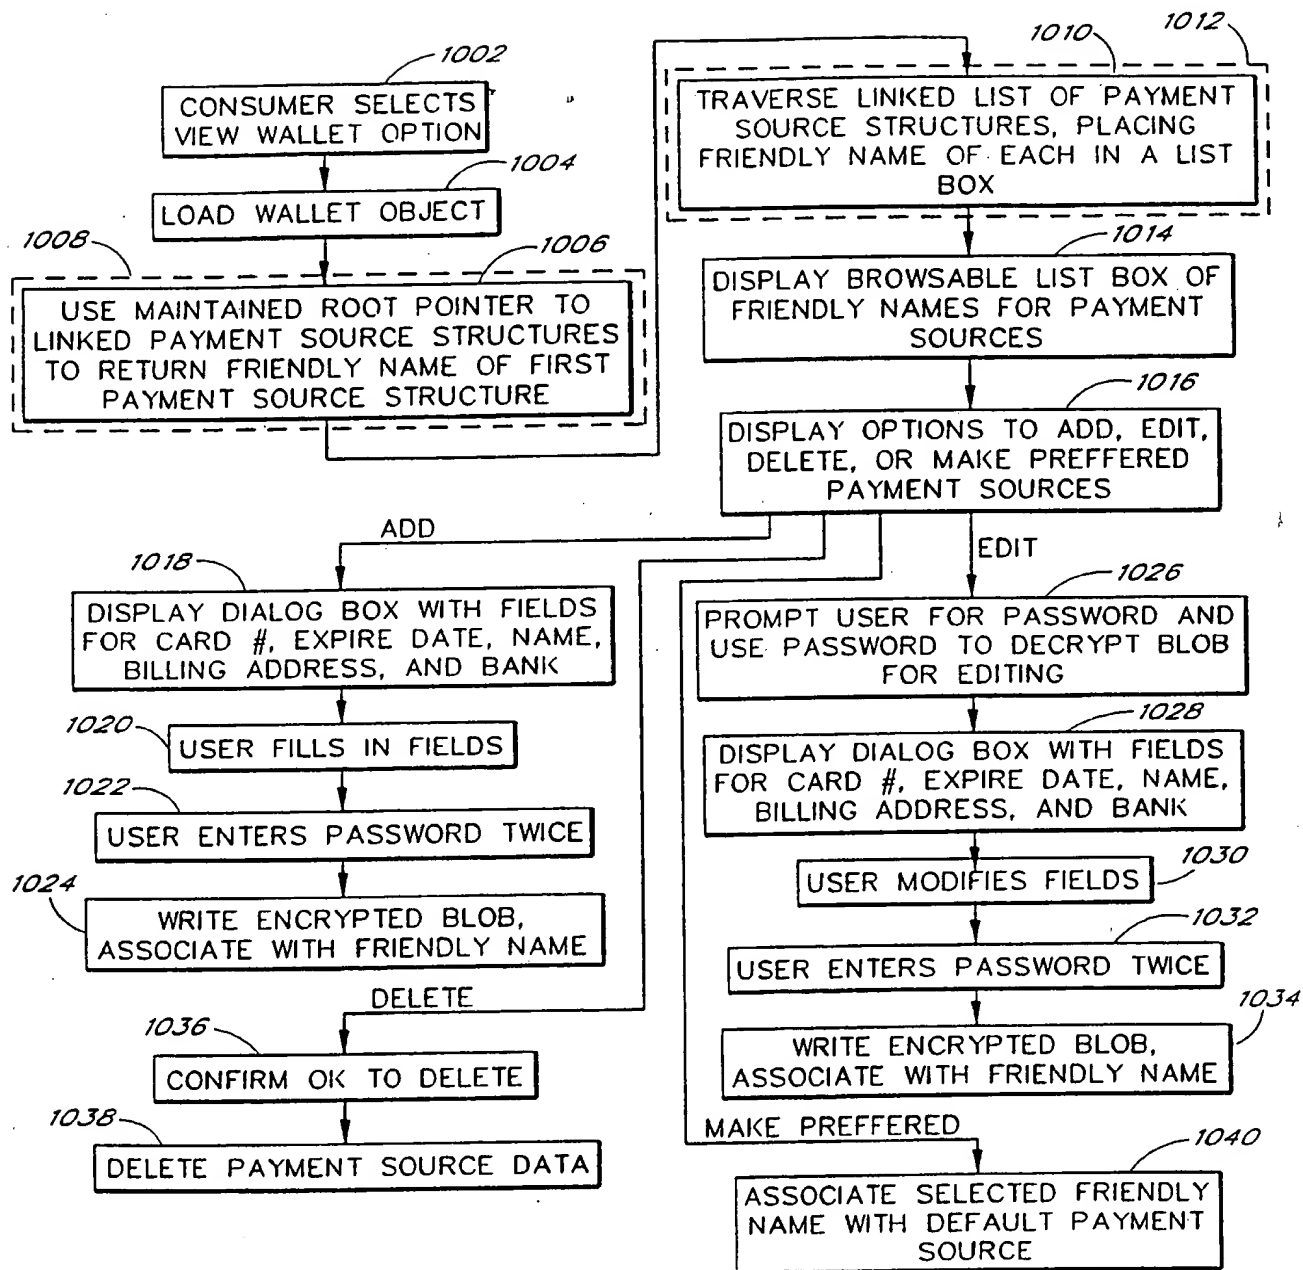 1002
CONSUMER SELECTS
VIEW WALLET OPTION
1004
LOAD WALLET OBJECT
1008
1006
USE MAINTAINED ROOT POINTER TO
LINKED PAYMENT SOURCE STRUCTURES
TO RETURN FRIENDLY NAME OF FIRST
PAYMENT SOURCE STRUCTURE
1010
1012
TRAVERSE LINKED LIST OF PAYMENT
SOURCE STRUCTURES, PLACING
FRIENDLY NAME OF EACH IN A LIST
BOX
1014
DISPLAY BROWSABLE LIST BOX OF
FRIENDLY NAMES FOR PAYMENT
SOURCES
1016
DISPLAY OPTIONS TO ADD, EDIT,
DELETE, OR MAKE PREFFERED
PAYMENT SOURCES
ADD
1018
DISPLAY DIALOG BOX WITH FIELDS
FOR CARD #, EXPIRE DATE, NAME,
BILLING ADDRESS, AND BANK
1020
USER FILLS IN FIELDS
1022
USER ENTERS PASSWORD TWICE
1024
WRITE ENCRYPTED BLOB,
ASSOCIATE WITH FRIENDLY NAME
DELETE
1036
CONFIRM OK TO DELETE
1038
DELETE PAYMENT SOURCE DATA
EDIT
1026
PROMPT USER FOR PASSWORD AND
USE PASSWORD TO DECRYPT BLOB
FOR EDITING
1028
DISPLAY DIALOG BOX WITH FIELDS
FOR CARD #, EXPIRE DATE, NAME,
BILLING ADDRESS, AND BANK
1030
USER MODIFIES FIELDS
1032
USER ENTERS PASSWORD TWICE
1034
WRITE ENCRYPTED BLOB,
ASSOCIATE WITH FRIENDLY NAME
MAKE PREFFERED
1040
ASSOCIATE SELECTED FRIENDLY
NAME WITH DEFAULT PAYMENT
SOURCE